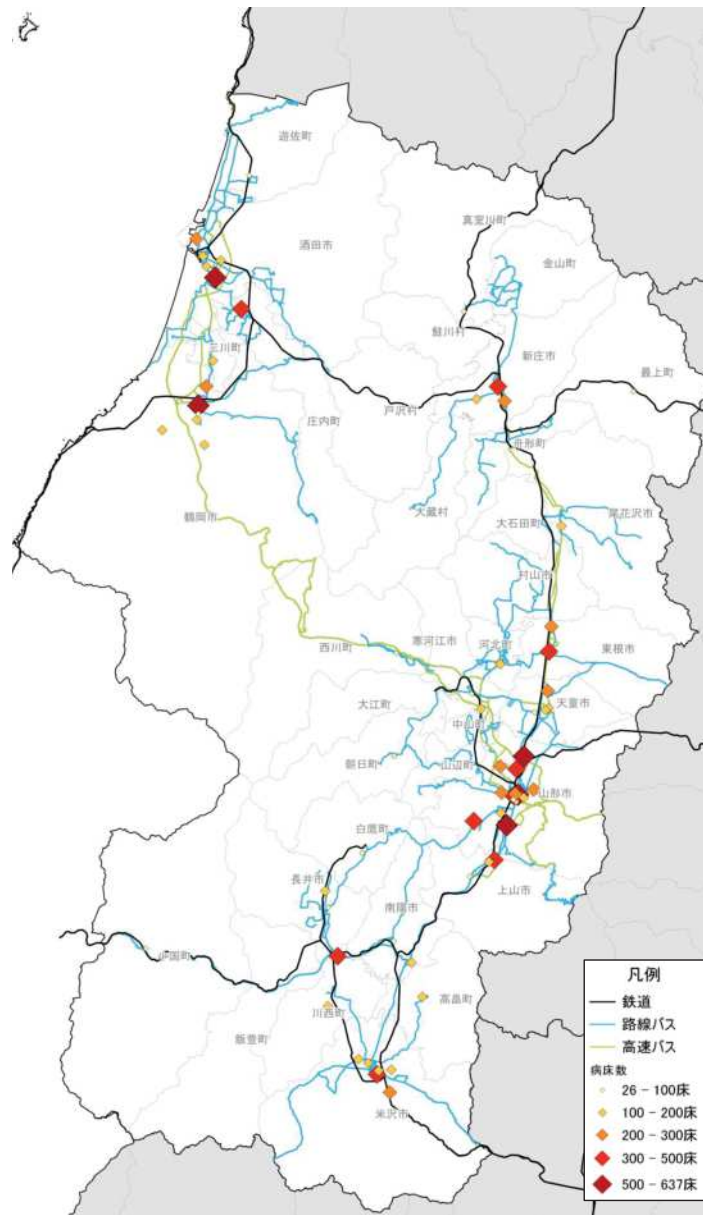 遊佐町
真室川町
酒田市
金山町
鮭川村
新庄市
最上町
三川町
戸沢村
庄内町
舟形町
鶴岡市
大蔵村
大石田町
尾花沢市
村山市
西川町
寒河江市
河北町
東根市
大江町
天童市
中山町
朝日町
山辺町
山形市
白鷹町
長井市
南陽市
上山市
小国町
高畠町
川西町
飯豊町
米沢市
凡例
鉄道
路線バス
高速バス
病床数
26 - 100床
100 - 200床
200 - 300床
300 - 500床
500 - 637床